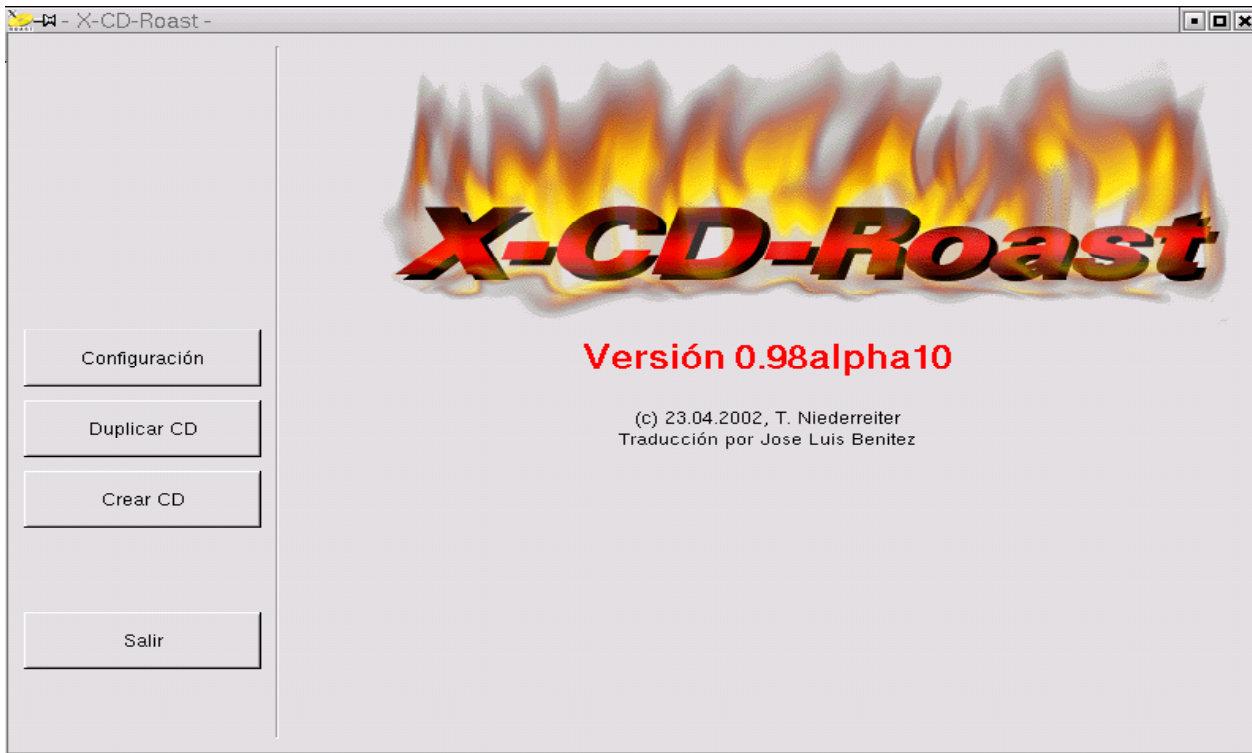 - X-CD-Roast -
X-CD-Roast
Versión 0.98alpha10
(c) 23.04.2002, T. Niederreiter
Traducción por Jose Luis Benitez
Configuración
Duplicar CD
Crear CD
Salir